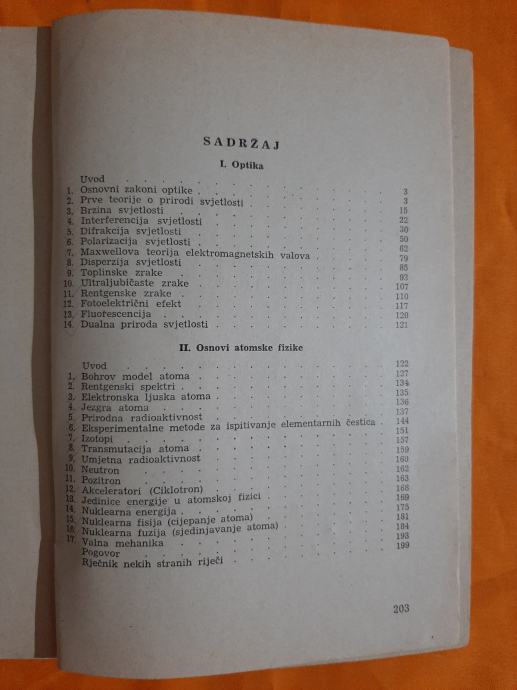 SADRŽAJ
I. Optika
Uvod 3
1. Osnovni zakoni optike 3
2. Prve teorije o prirodi svjetlosti 15
3. Brzina svjetlosti 22
4. Interferencija svjetlosti 30
5. Difrakcija svjetlosti 50
6. Polarizacija svjetlosti 62
7. Maxwellova teorija elektromagnetskih valova 79
8. Disperzija svjetlosti 85
9. Toplinske zrake 93
10. Ultraljubičaste zrake 107
11. Rentgenske zrake 110
12. Fotoelektrični efekt 117
13. Fluofescencija 120
14. Dualna priroda svjetlosti 121
II. Osnovi atomske fizike
Uvod 122
1. Bohrov model atoma 127
2. Rentgenski spektri 134
3. Elektronska ljuska atoma 135
4. Jezgra atoma 136
5. Prirodna radioaktivnost 137
6. Eksperimentalne metode za ispitivanje elementarnih čestica 144
7. Izotopi 151
8. Transmutacija atoma 157
9. Umjetna radioaktivnost 159
10. Neutron 160
11. Pozitron 162
12. Akceleratori (Ciklotron) 163
13. Jedinice energije u atomskoj fizici 168
14. Nuklearna energija 169
15. Nuklearna fisija (cijepanje atoma) 175
16. Nuklearna fuzija (sjedinjavanje atoma) 181
17. Valna mehanika 184
Pogovor 193
Rječnik nekih stranih riječi 199
203